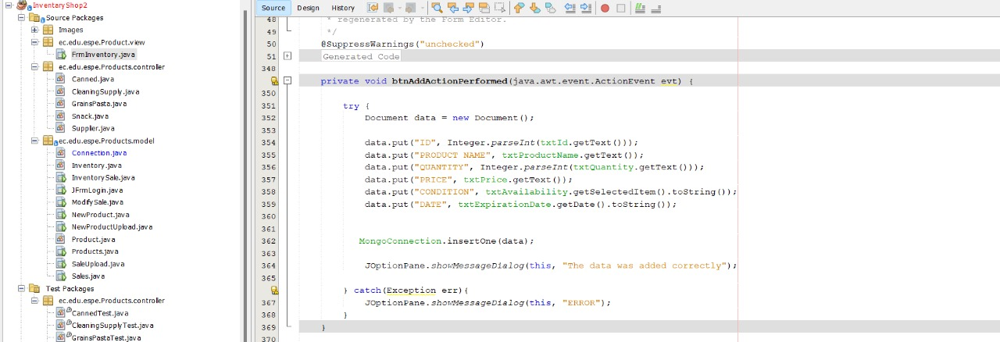 InventaryShop2
Source Packages
Images
ec.edu.espe.Product.view
FrmInventory.java
ec.edu.espe.Products.controller
Canned.java
CleaningSupply.java
GrainsPasta.java
Snack.java
Supplier.java
ec.edu.espe.Products.model
Connection.java
Inventory.java
InventorySale.java
JFrmLogin.java
ModifySale.java
NewProduct.java
NewProductUpload.java
Product.java
Products.java
SaleUpload.java
Sales.java
Test Packages
ec.edu.espe.Products.controller
CannedTest.java
CleaningSupplyTest.java
GrainsPastaTest.java
Source Design History
48 * regenerated by the Form Editor.
49 */
50 @SuppressWarnings("unchecked")
51 Generated Code
348
private void btnAddActionPerformed(java.awt.event.ActionEvent evt) {
350
351 try {
352 Document data = new Document();
353
354 data.put("ID", Integer.parseInt(txtId.getText()));
355 data.put("PRODUCT NAME", txtProductName.getText());
356 data.put("QUANTITY", Integer.parseInt(txtQuantity.getText()));
357 data.put("PRICE", txtPrice.getText());
358 data.put("CONDITION", txtAvailability.getSelectedItem().toString());
359 data.put("DATE", txtExpirationDate.getDate().toString());
360
361
362 MongoConnection.insertOne(data);
363
364 JOptionPane.showMessageDialog(this, "The data was added correctly");
365
} catch(Exception err){
367 JOptionPane.showMessageDialog(this, "ERROR");
368 }
369 }
370